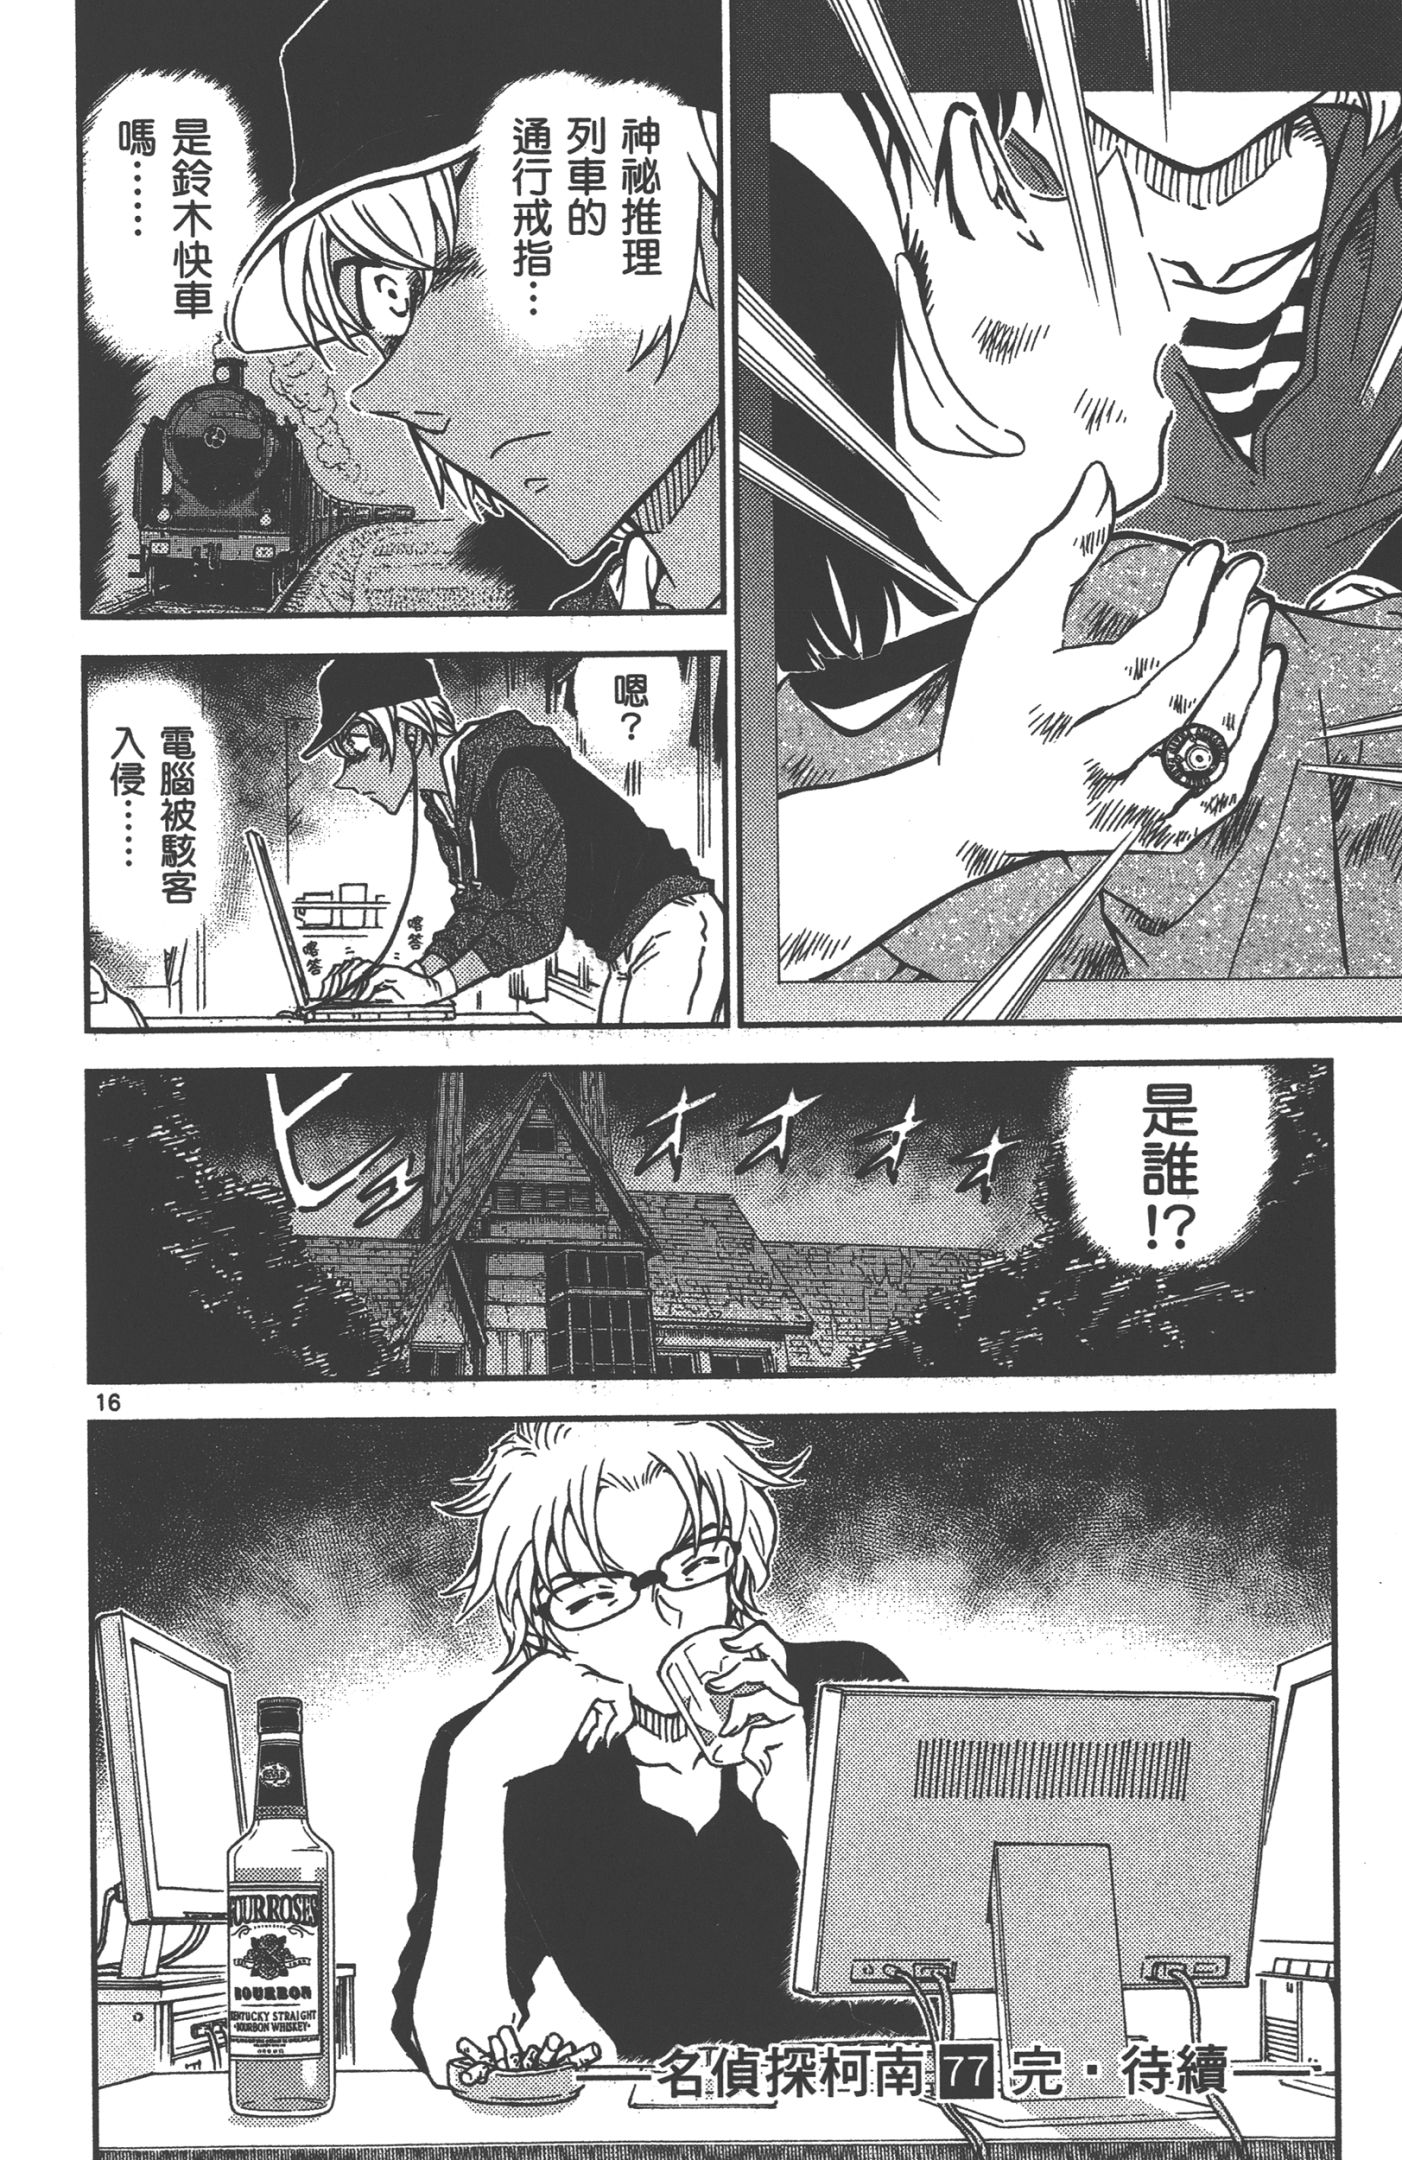 神祕推理
列車的
通行戒指…
是鈴木快車
嗎……
嗯?
喀答
喀答
電腦被駭客
入侵……
是誰!?
ヒュオオオオ
16
FOUR ROSES
BOURBON
KENTUCKY STRAIGHT
BOURBON WHISKEY
名偵探柯南77完・待續